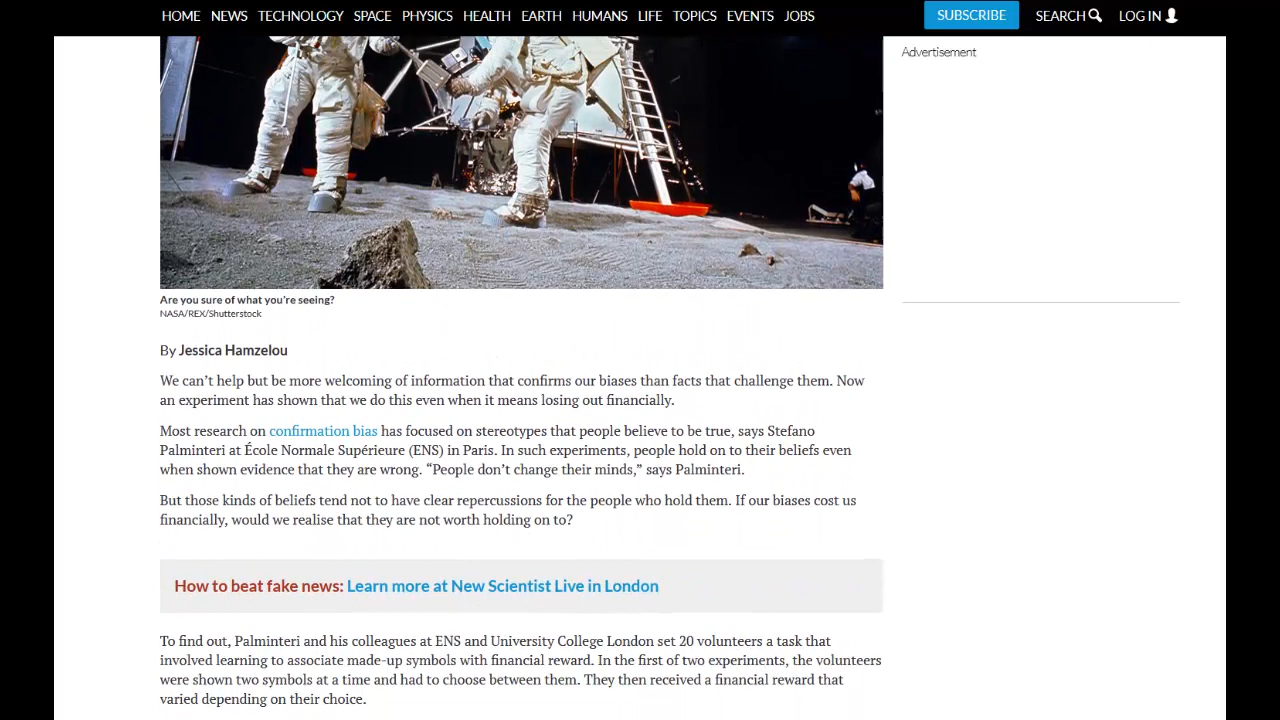 HOME NEWS TECHNOLOGY SPACE PHYSICS HEALTH EARTH HUMANS LIFE TOPICS EVENTS JOBS SUBSCRIBE SEARCH LOG IN
Advertisement
Are you sure of what you're seeing?
NASA/REX/Shutterstock
By Jessica Hamzelou
We can’t help but be more welcoming of information that confirms our biases than facts that challenge them. Now
an experiment has shown that we do this even when it means losing out financially.
Most research on confirmation bias has focused on stereotypes that people believe to be true, says Stefano
Palminteri at École Normale Supérieure (ENS) in Paris. In such experiments, people hold on to their beliefs even
when shown evidence that they are wrong. “People don’t change their minds,” says Palminteri.
But those kinds of beliefs tend not to have clear repercussions for the people who hold them. If our biases cost us
financially, would we realise that they are not worth holding on to?
How to beat fake news: Learn more at New Scientist Live in London
To find out, Palminteri and his colleagues at ENS and University College London set 20 volunteers a task that
involved learning to associate made-up symbols with financial reward. In the first of two experiments, the volunteers
were shown two symbols at a time and had to choose between them. They then received a financial reward that
varied depending on their choice.